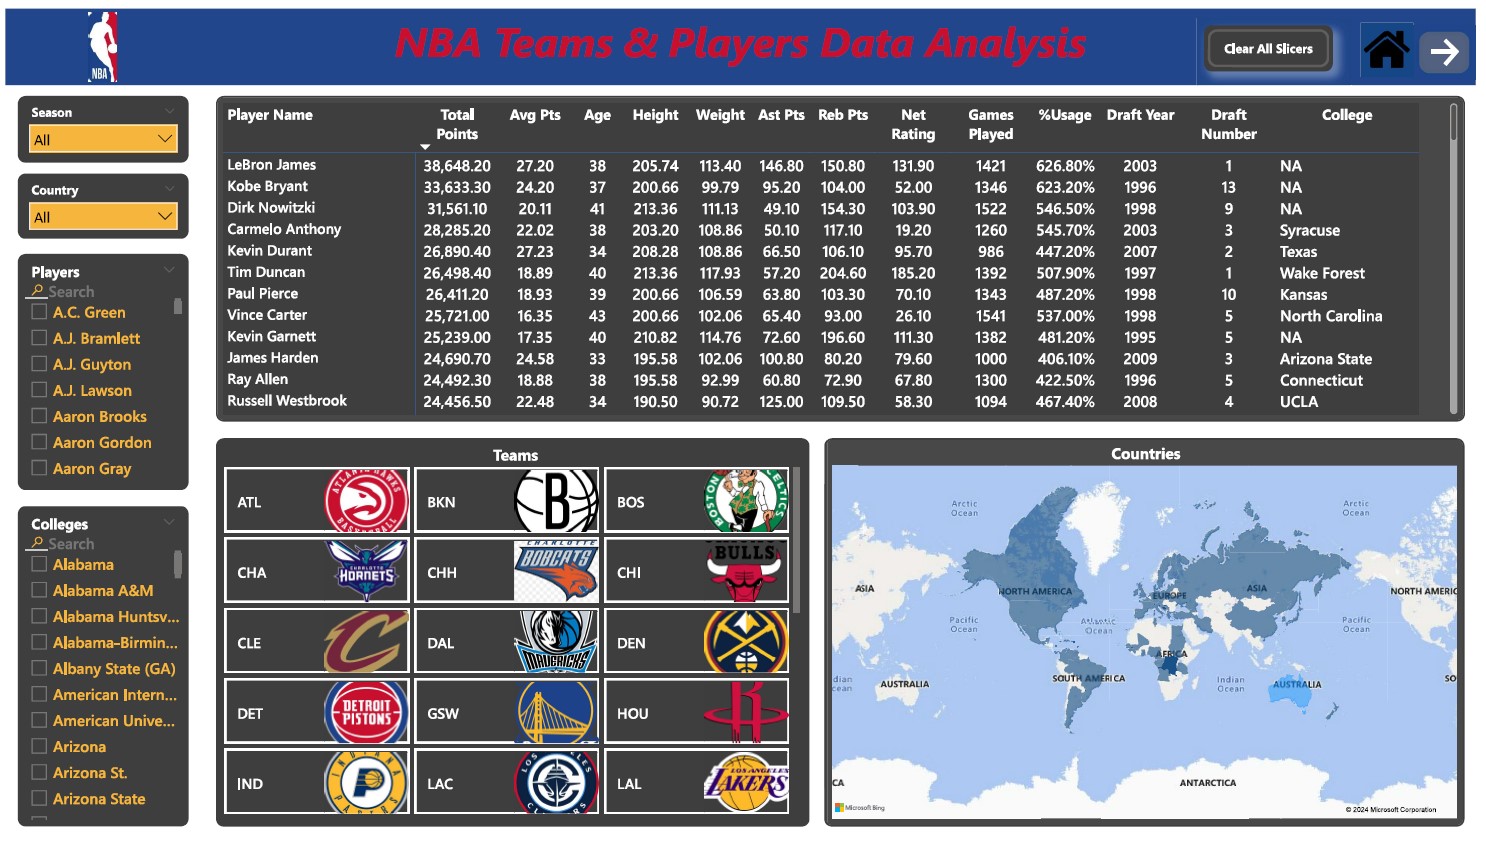 NBA
NBA Teams & Players Data Analysis
Clear All Slicers
Season
All
Country
All
Players
Search
A.C. Green
A.J. Bramlett
A.J. Guyton
A.J. Lawson
Aaron Brooks
Aaron Gordon
Aaron Gray
Colleges
Search
Alabama
Alabama A&M
Alabama Huntsv...
Alabama-Birmin...
Albany State (GA)
American Intern...
American Unive...
Arizona
Arizona St.
Arizona State
Player Name Total Points Avg Pts Age Height Weight Ast Pts Reb Pts Net Rating Games Played %Usage Draft Year Draft Number College
LeBron James 38,648.20 27.20 38 205.74 113.40 146.80 150.80 131.90 1421 626.80% 2003 1 NA
Kobe Bryant 33,633.30 24.20 37 200.66 99.79 95.20 104.00 52.00 1346 623.20% 1996 13 NA
Dirk Nowitzki 31,561.10 20.11 41 213.36 111.13 49.10 154.30 103.90 1522 546.50% 1998 9 NA
Carmelo Anthony 28,285.20 22.02 38 203.20 108.86 50.10 117.10 19.20 1260 545.70% 2003 3 Syracuse
Kevin Durant 26,890.40 27.23 34 208.28 108.86 66.50 106.10 95.70 986 447.20% 2007 2 Texas
Tim Duncan 26,498.40 18.89 40 213.36 117.93 57.20 204.60 185.20 1392 507.90% 1997 1 Wake Forest
Paul Pierce 26,411.20 18.93 39 200.66 106.59 63.80 103.30 70.10 1343 487.20% 1998 10 Kansas
Vince Carter 25,721.00 16.35 43 200.66 102.06 65.40 93.00 26.10 1541 537.00% 1998 5 North Carolina
Kevin Garnett 25,239.00 17.35 40 210.82 114.76 72.60 196.60 111.30 1382 481.20% 1995 5 NA
James Harden 24,690.70 24.58 33 195.58 102.06 100.80 80.20 79.60 1000 406.10% 2009 3 Arizona State
Ray Allen 24,492.30 18.88 38 195.58 92.99 60.80 72.90 67.80 1300 422.50% 1996 5 Connecticut
Russell Westbrook 24,456.50 22.48 34 190.50 90.72 125.00 109.50 58.30 1094 467.40% 2008 4 UCLA
Teams
ATL ATLANTA HAWKS BASKETBALL
BKN B
BOS BOSTON CELTICS
CHA CHARLOTTE HORNETS
CHH CHARLOTTE BOBCATS
CHI BULLS
CLE C
DAL MAVERICKS
DEN
DET DETROIT PISTONS
GSW
HOU R
IND INDIANA PACERS
LAC LOS ANGELES CLIPPERS
LAL LOS ANGELES LAKERS
Countries
Arctic Ocean
Arctic Ocean
ASIA
NORTH AMERICA
EUROPE
ASIA
NORTH AMERIC
Pacific Ocean
Atlantic Ocean
Pacific Ocean
AFRICA
dian cean
AUSTRALIA
SOUTH AMERICA
Indian Ocean
AUSTRALIA
SO
CA
ANTARCTICA
Microsoft Bing
© 2024 Microsoft Corporation